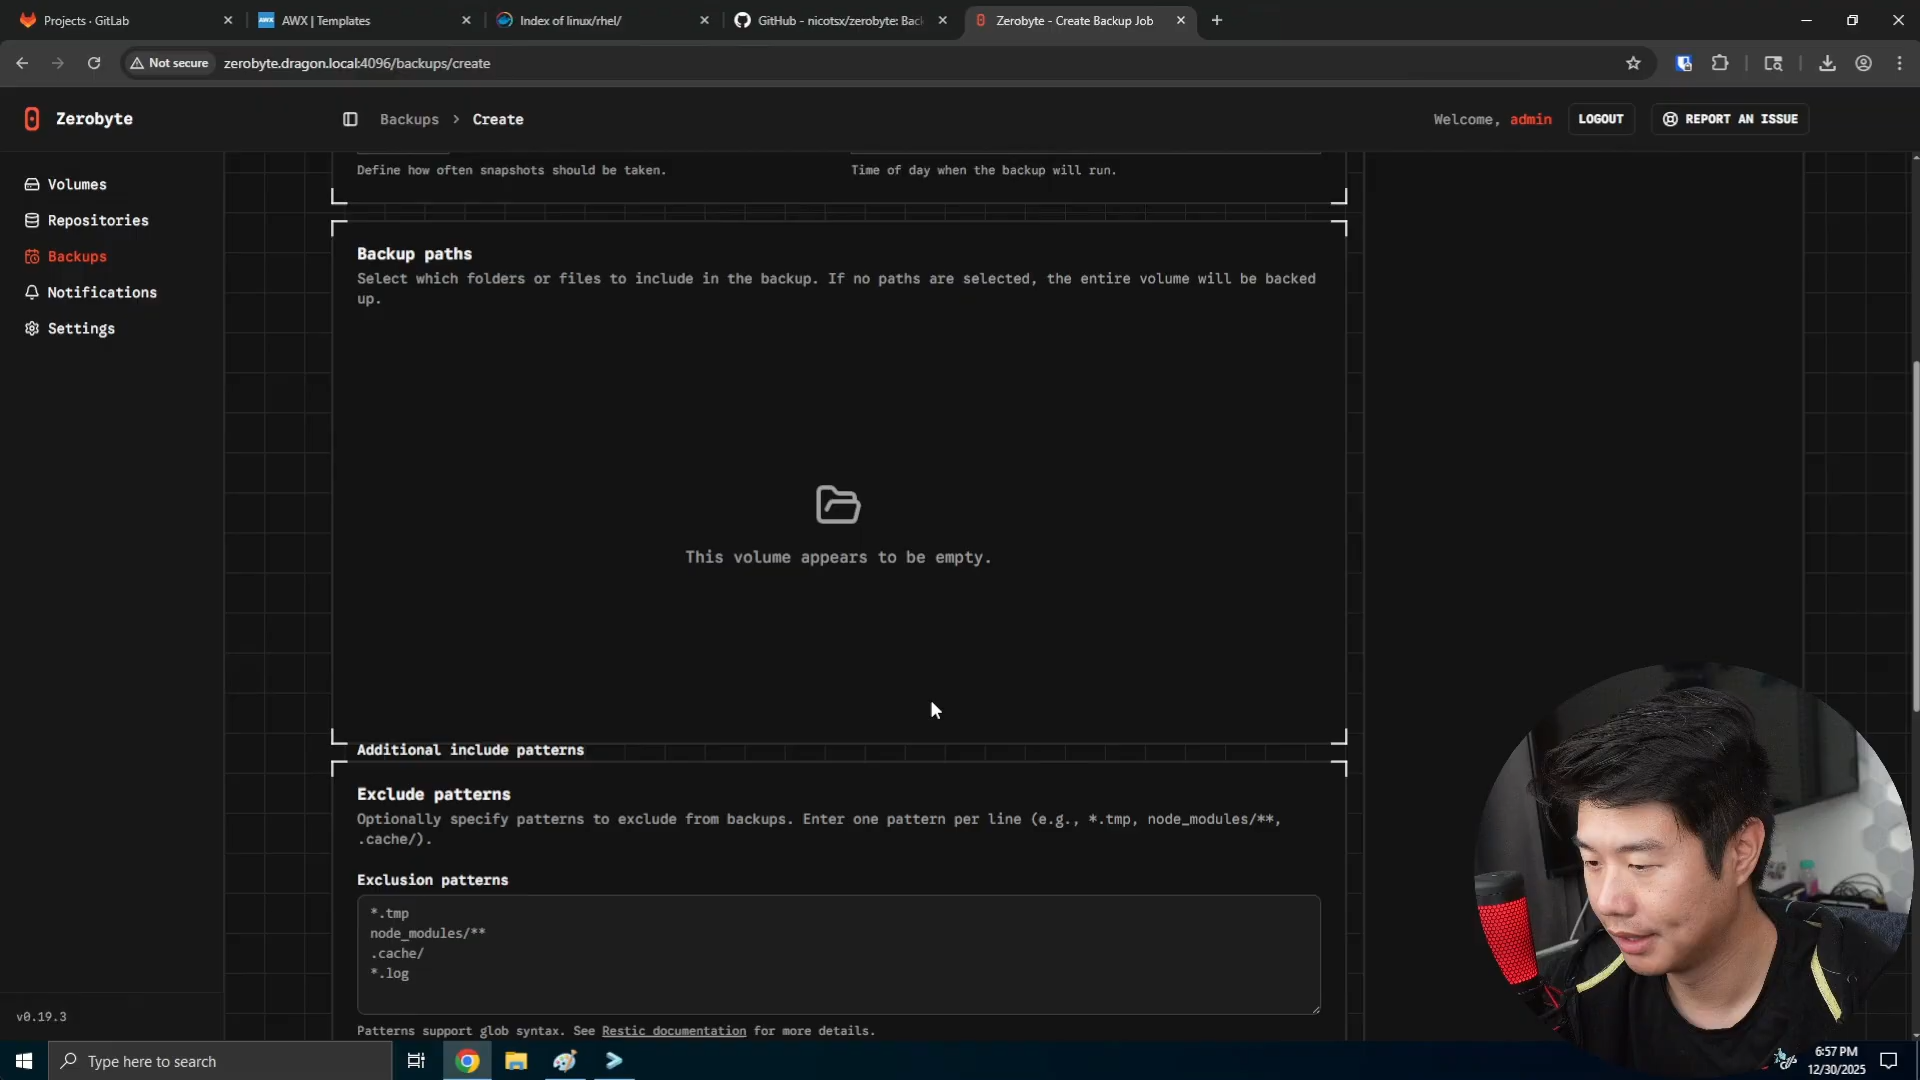 Projects · GitLab
AWX | Templates
Index of linux/rhel/
GitHub - nicotsx/zerobyte: Bac
Zerobyte - Create Backup Job
Not secure
zerobyte.dragon.local:4096/backups/create
Zerobyte
Backups > Create
Welcome, admin
LOGOUT
REPORT AN ISSUE
Volumes
Repositories
Backups
Notifications
Settings
v0.19.3
Define how often snapshots should be taken.
Time of day when the backup will run.
Backup paths
Select which folders or files to include in the backup. If no paths are selected, the entire volume will be backed
up.
This volume appears to be empty.
Additional include patterns
Exclude patterns
Optionally specify patterns to exclude from backups. Enter one pattern per line (e.g., *.tmp, node_modules/**,
.cache/).
Exclusion patterns
*.tmp
node_modules/**
.cache/
*.log
Patterns support glob syntax. See Restic documentation for more details.
Type here to search
6:57 PM
12/30/2025